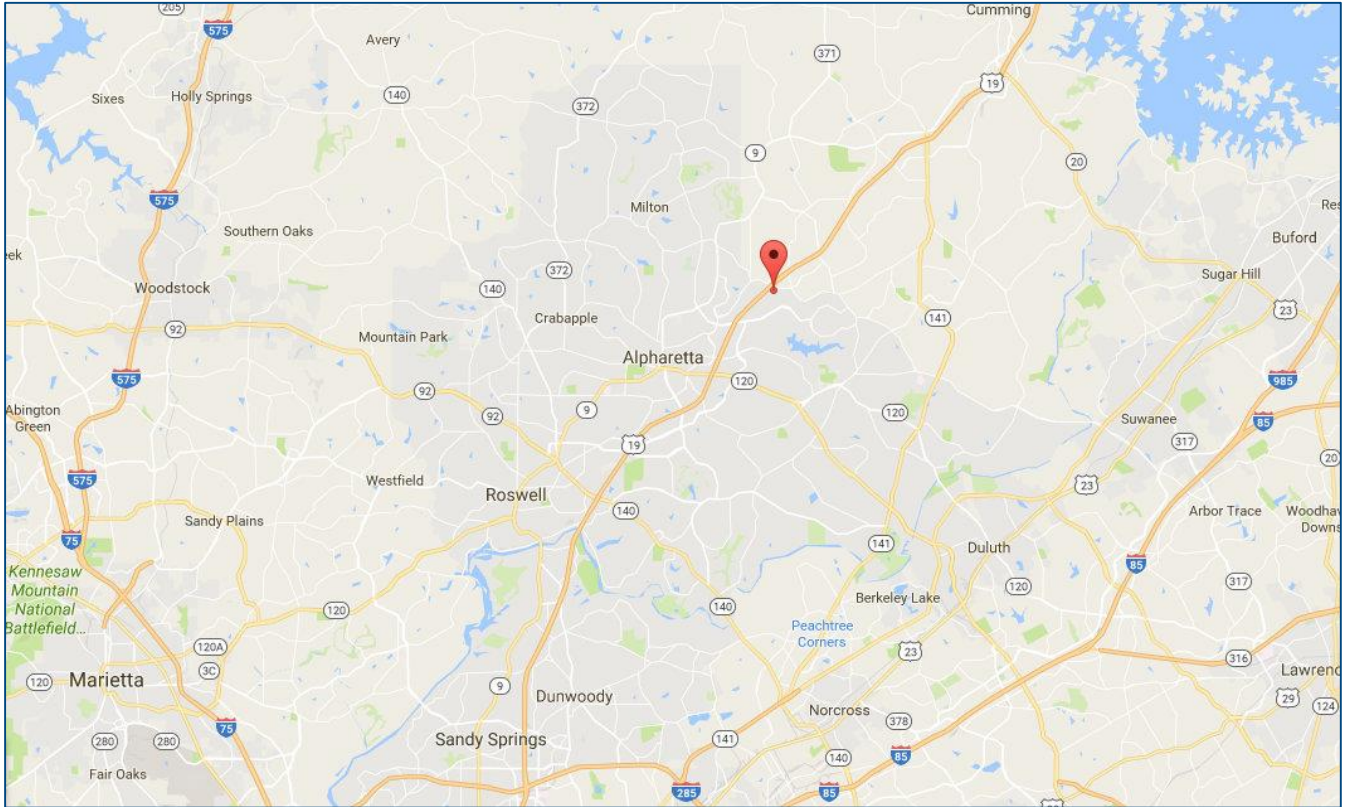 205
Cumming
575
Avery
371
19
Sixes
Holly Springs
140
372
9
20
575
Milton
Southern Oaks
Buford
372
Sugar Hill
140
Woodstock
23
92
Crabapple
141
Mountain Park
Alpharetta
575
120
985
92
9
120
92
Abington
Green
Suwanee
85
317
19
20
575
Westfield
23
Roswell
Sandy Plains
140
Arbor Trace
75
141
Duluth
85
Kennesaw
Mountain
National
Battlefield...
120
317
Berkeley Lake
120
140
Peachtree
Corners
120A
23
316
3C
120
Marietta
9
Dunwoody
29
124
Norcross
378
75
280
280
Sandy Springs
141
140
85
Fair Oaks
285
85